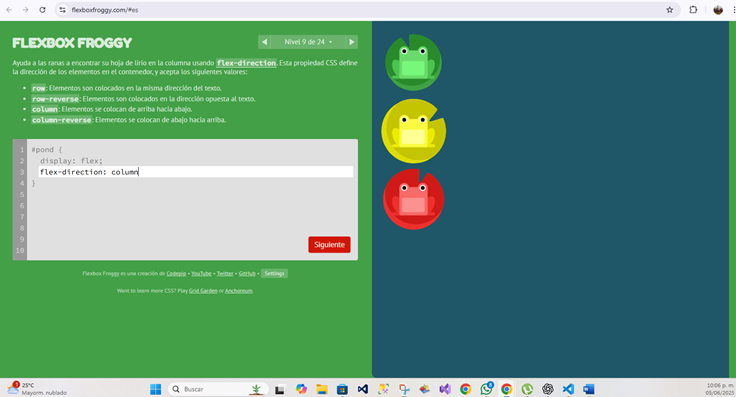 flexboxfroggy.com/#es
FLEXBOX FROGGY
Nivel 9 de 24
Ayuda a las ranas a encontrar su hoja de lirio en la columna usando flex-direction. Esta propiedad CSS define
la dirección de los elementos en el contenedor, y acepta los siguientes valores:
row: Elementos son colocados en la misma dirección del texto.
row-reverse: Elementos son colocados en la dirección opuesta al texto.
column: Elementos se colocan de arriba hacia abajo.
column-reverse: Elementos se colocan de abajo hacia arriba.
1 #pond {
2 display: flex;
3 flex-direction: column
4 }
5
6
7
8
9
10
Siguiente
Flexbox Froggy es una creación de Codepip • YouTube • Twitter • GitHub • Settings
Want to learn more CSS? Play Grid Garden or Anchoreum.
1
25°C
Mayorm. nublado
Buscar
10:06 p. m.
05/06/2025